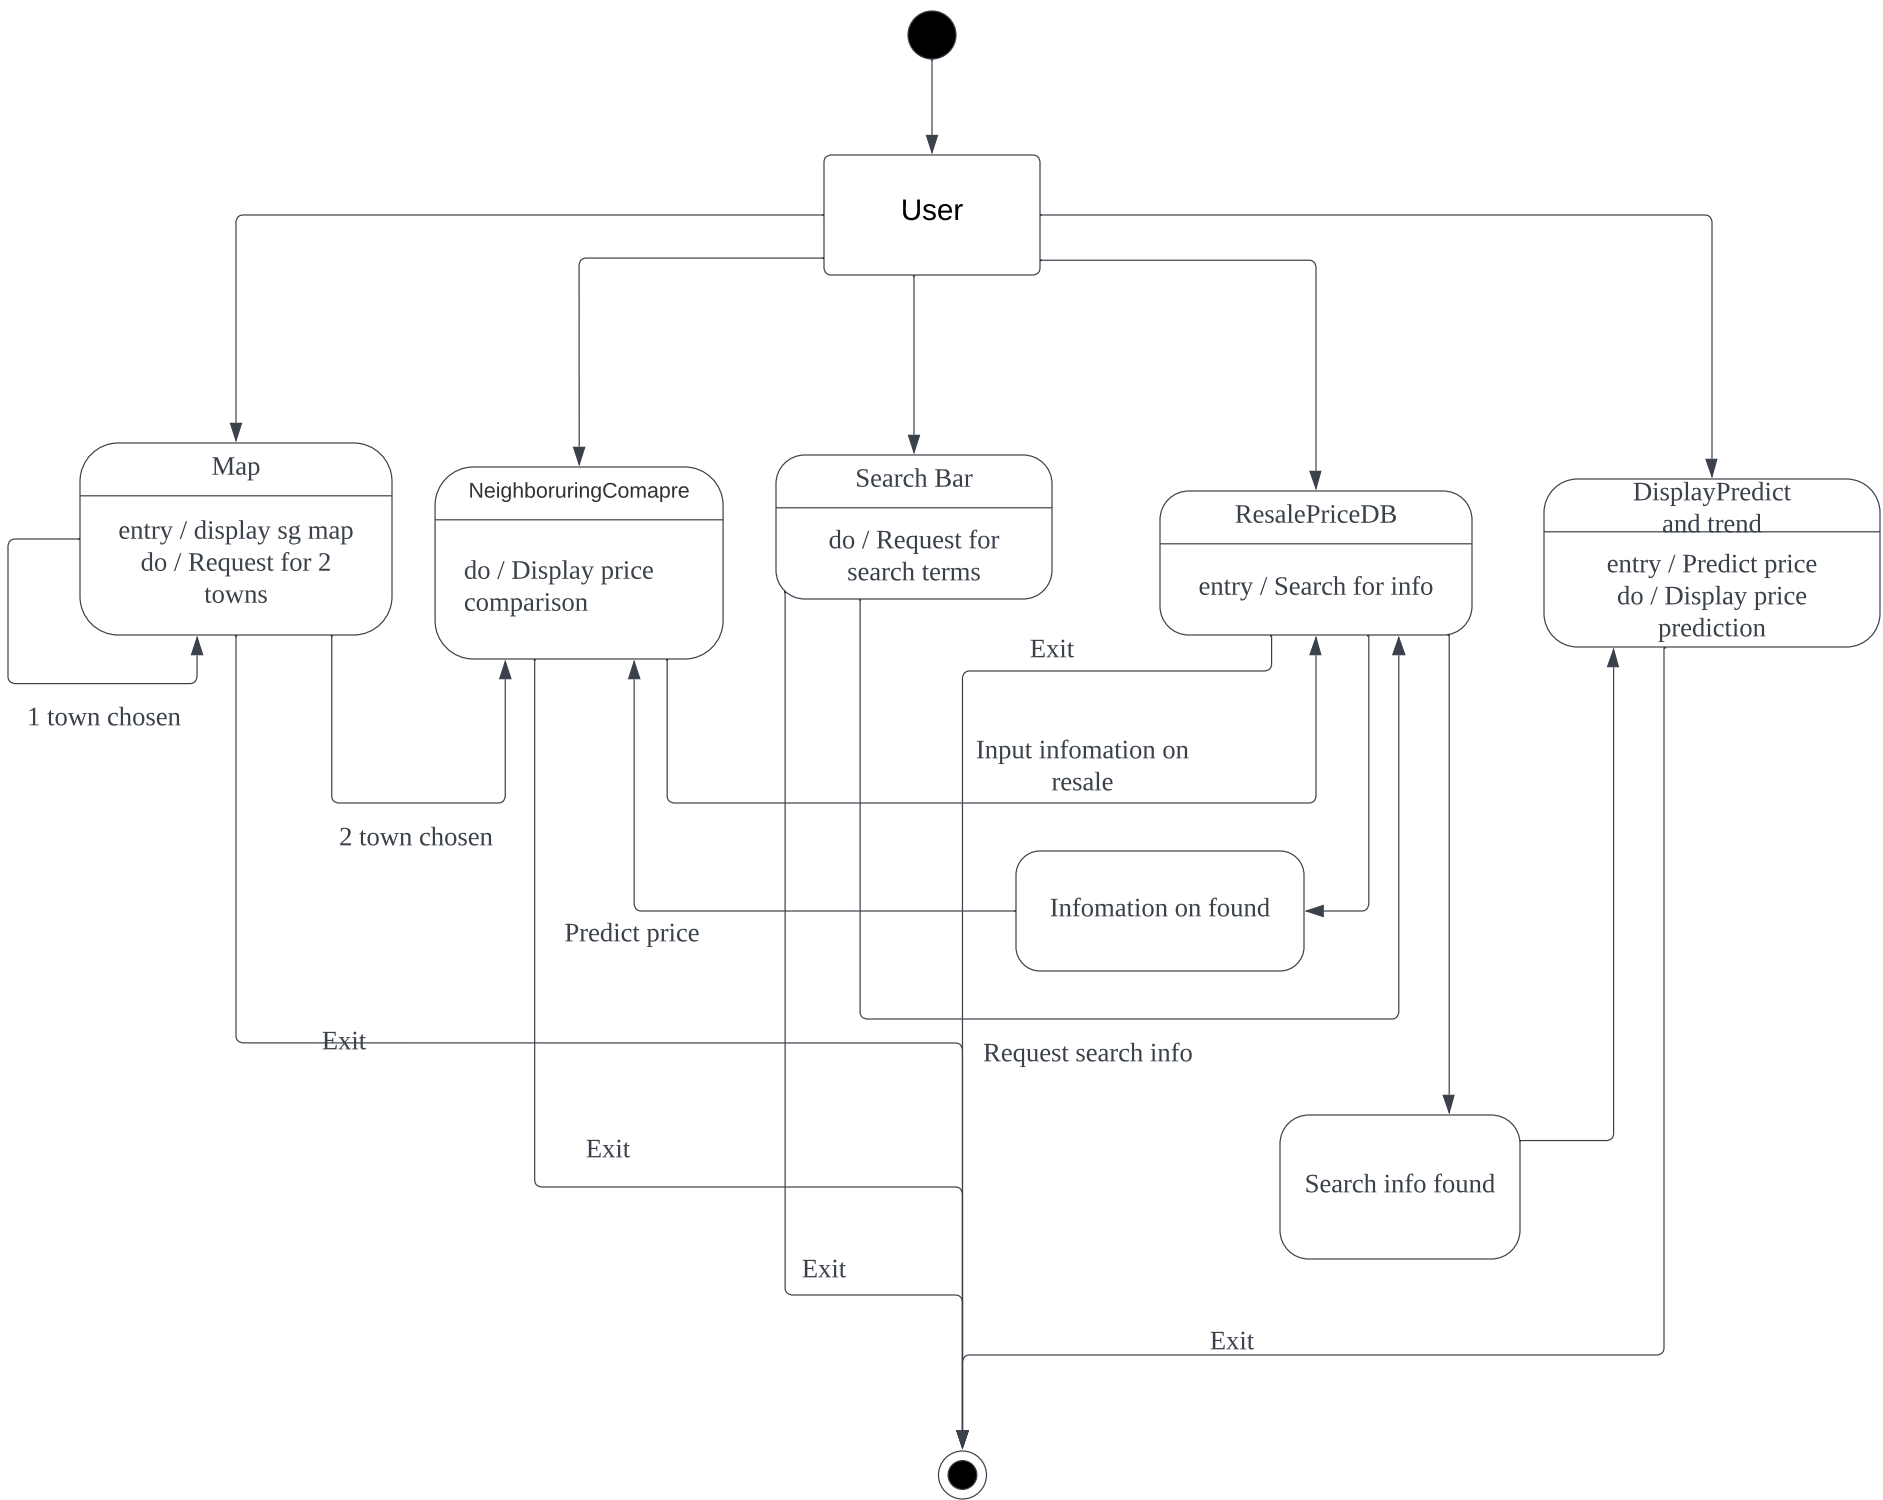 User
Map
entry / display sg map
do / Request for 2
towns
NeighboruringComapre
do / Display price
comparison
Search Bar
do / Request for
search terms
ResalePriceDB
entry / Search for info
DisplayPredict
and trend
entry / Predict price
do / Display price
prediction
Exit
1 town chosen
Input infomation on
resale
2 town chosen
Infomation on found
Predict price
Exit
Request search info
Exit
Search info found
Exit
Exit